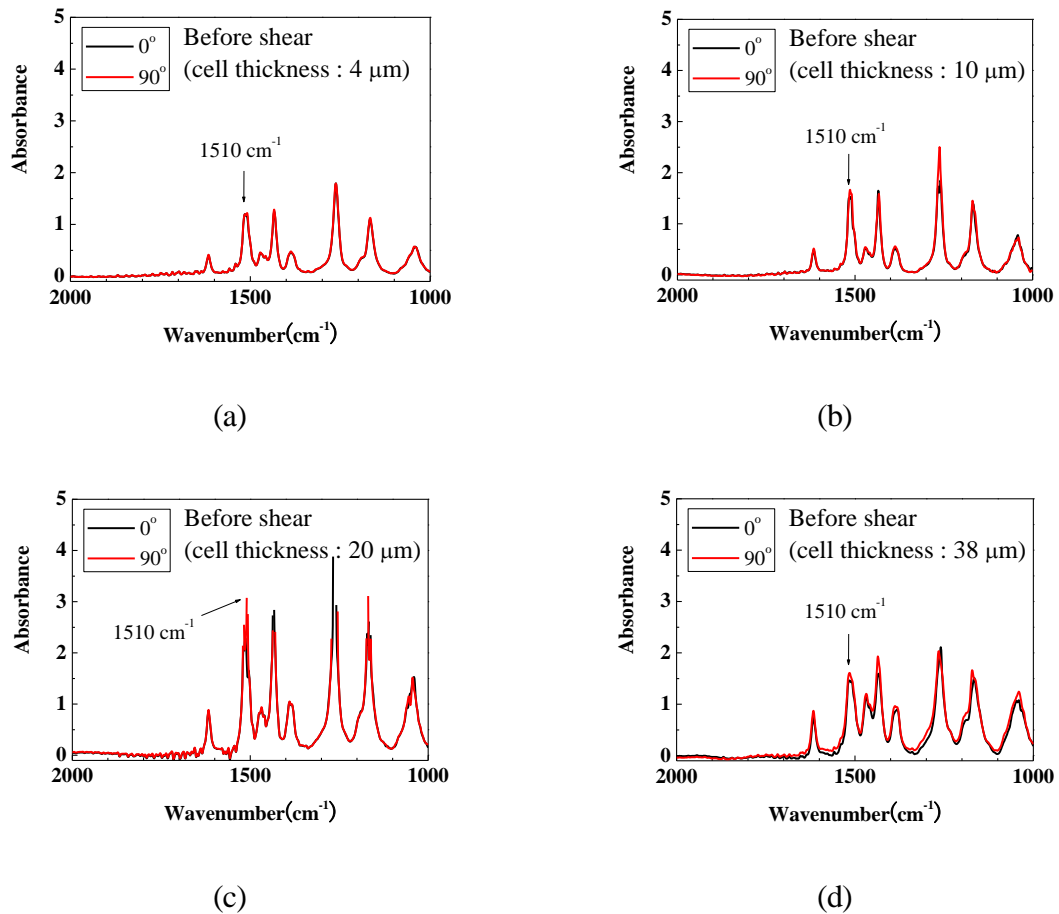 5
4
3
2
1
0
Absorbance
0°
90°
Before shear
(cell thickness : 4 μm)
1510 cm⁻¹
2000
1500
1000
Wavenumber(cm⁻¹)
(a)
5
4
3
2
1
0
Absorbance
0°
90°
Before shear
(cell thickness : 10 μm)
1510 cm⁻¹
2000
1500
1000
Wavenumber(cm⁻¹)
(b)
5
4
3
2
1
0
Absorbance
0°
90°
Before shear
(cell thickness : 20 μm)
1510 cm⁻¹
2000
1500
1000
Wavenumber(cm⁻¹)
(c)
5
4
3
2
1
0
Absorbance
0°
90°
Before shear
(cell thickness : 38 μm)
1510 cm⁻¹
2000
1500
1000
Wavenumber(cm⁻¹)
(d)